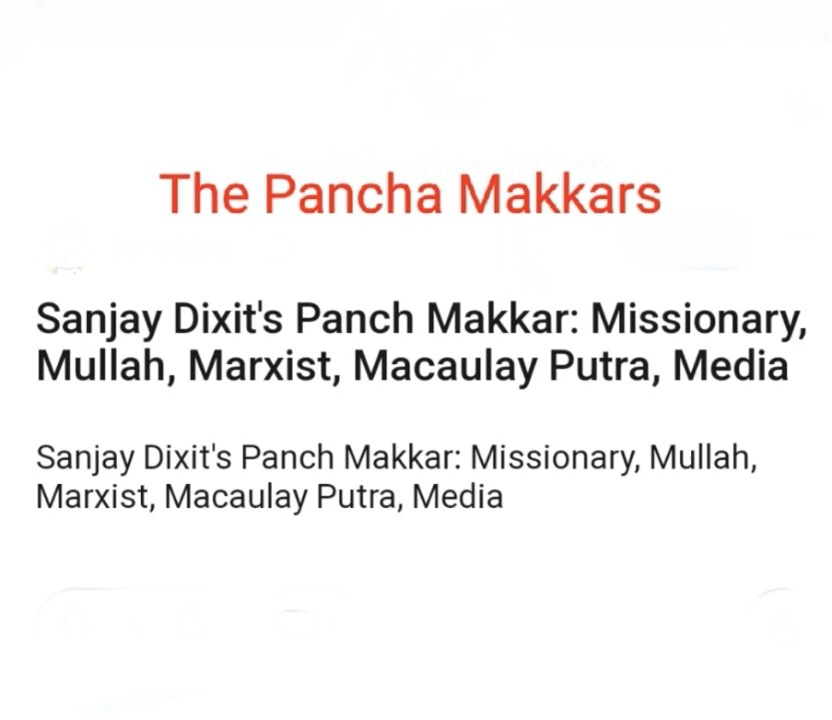 The Pancha Makkars
Sanjay Dixit's Panch Makkar: Missionary,
Mullah, Marxist, Macaulay Putra, Media
Sanjay Dixit's Panch Makkar: Missionary, Mullah,
Marxist, Macaulay Putra, Media